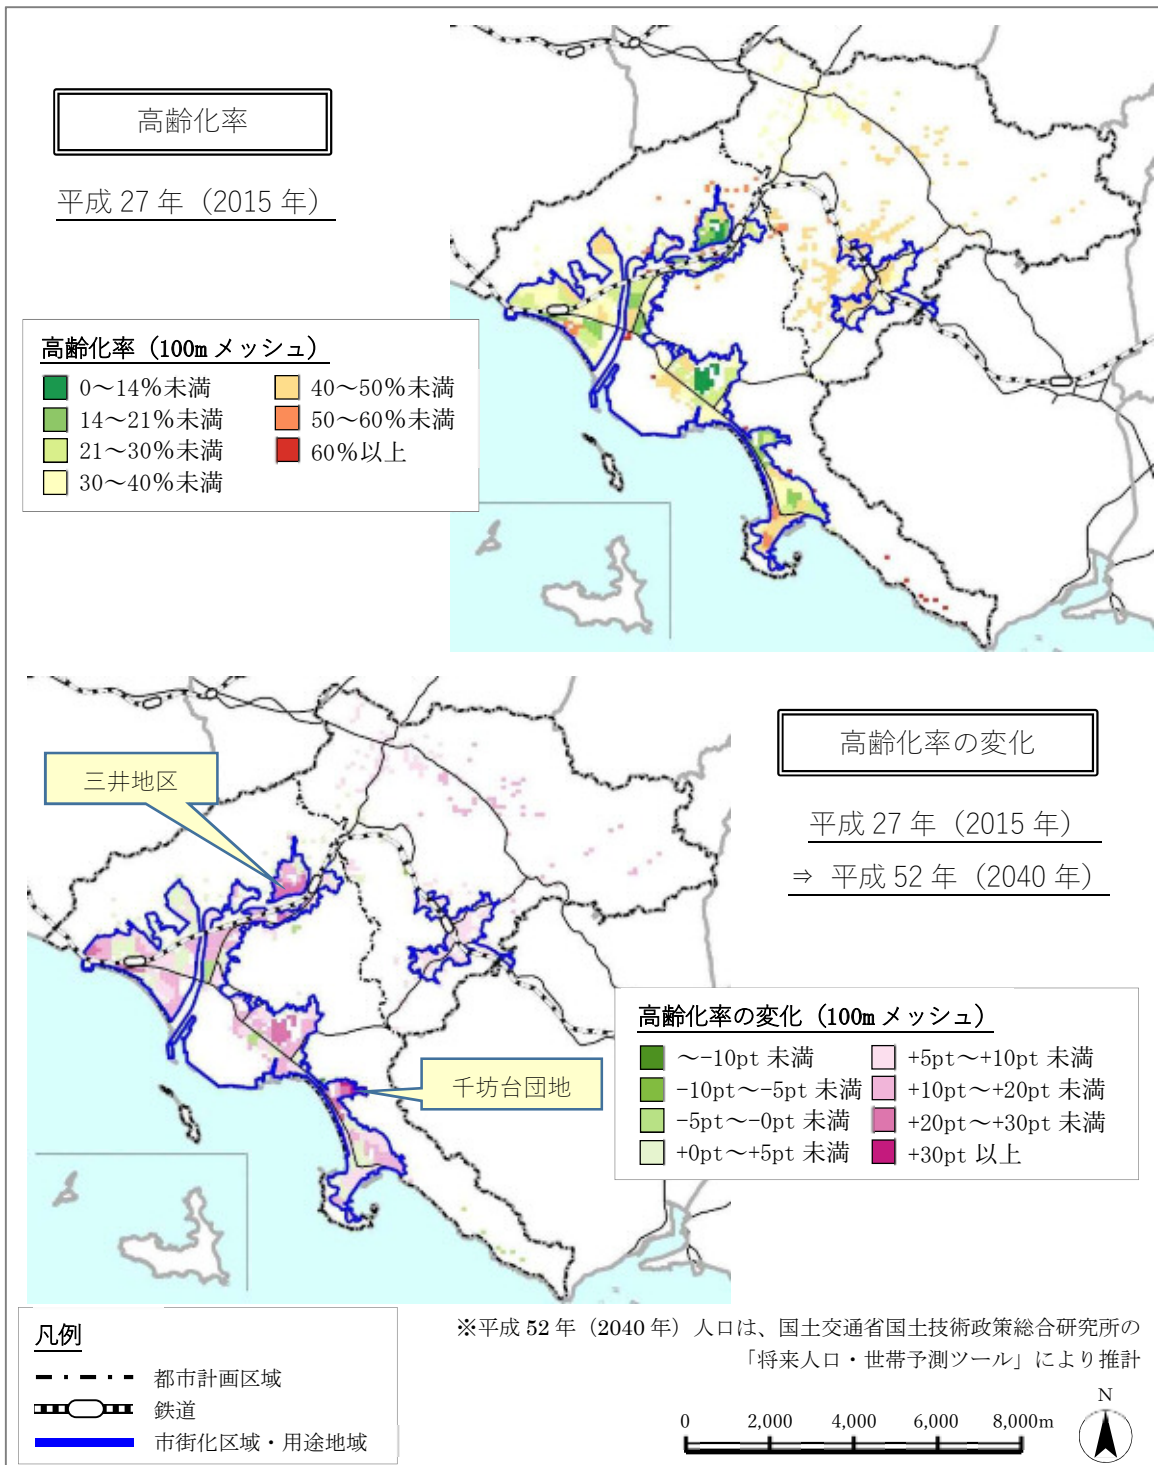 高齢化率
平成 27 年（2015 年）
高齢化率（100m メッシュ）
0～14%未満
14～21%未満
21～30%未満
30～40%未満
40～50%未満
50～60%未満
60%以上
高齢化率の変化
平成 27 年（2015 年）
⇒ 平成 52 年（2040 年）
三井地区
千坊台団地
高齢化率の変化（100m メッシュ）
～-10pt 未満
-10pt～-5pt 未満
-5pt～-0pt 未満
+0pt～+5pt 未満
+5pt～+10pt 未満
+10pt～+20pt 未満
+20pt～+30pt 未満
+30pt 以上
凡例
都市計画区域
鉄道
市街化区域・用途地域
※平成 52 年（2040 年）人口は、国土交通省国土技術政策総合研究所の
「将来人口・世帯予測ツール」により推計
0 2,000 4,000 6,000 8,000m
N